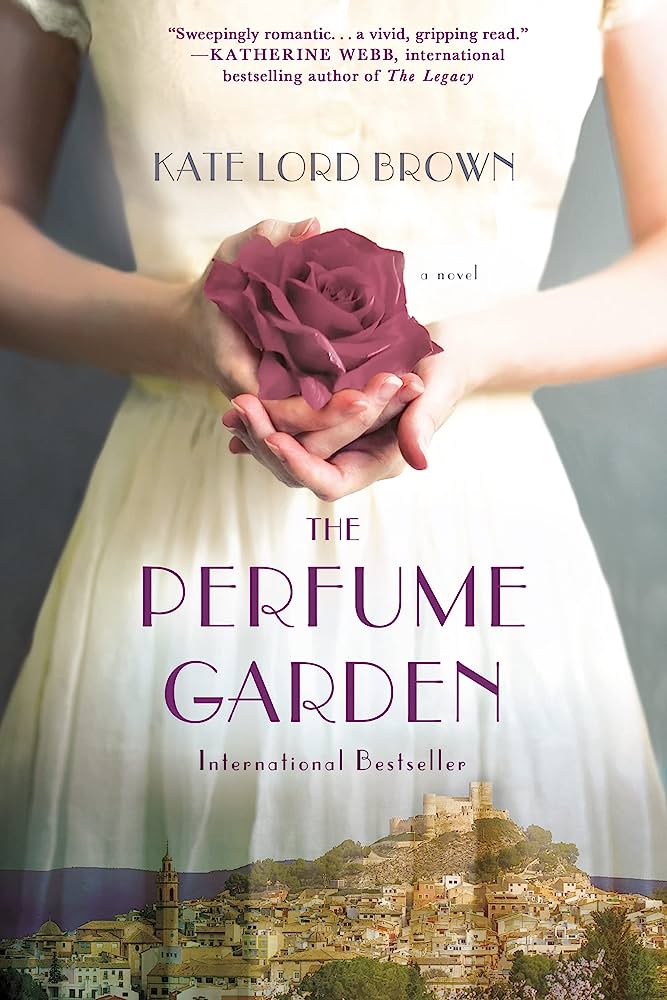 “Sweepingly romantic. . . a vivid, gripping read.”
—KATHERINE WEBB, international
bestselling author of The Legacy
KATE LORD BROWN
a novel
THE
PERFUME
GARDEN
International Bestseller